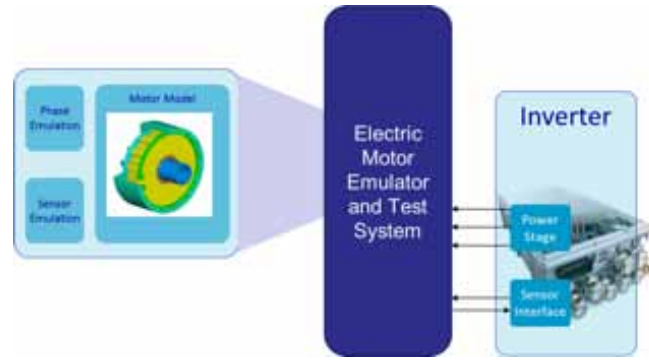 Phase
Emulation
Motor Model
Sensor
Emulation
Electric
Motor
Emulator
and Test
System
Inverter
Power
Stage
Sensor
Interface